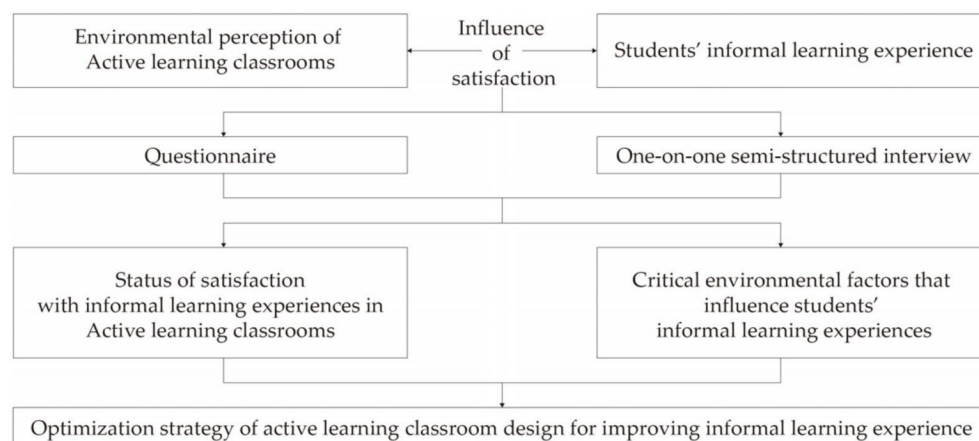 Environmental perception of
Active learning classrooms
Influence
of
satisfaction
Students’ informal learning experience
Questionnaire
One-on-one semi-structured interview
Status of satisfaction
with informal learning experiences in
Active learning classrooms
Critical environmental factors that
influence students’
informal learning experiences
Optimization strategy of active learning classroom design for improving informal learning experience